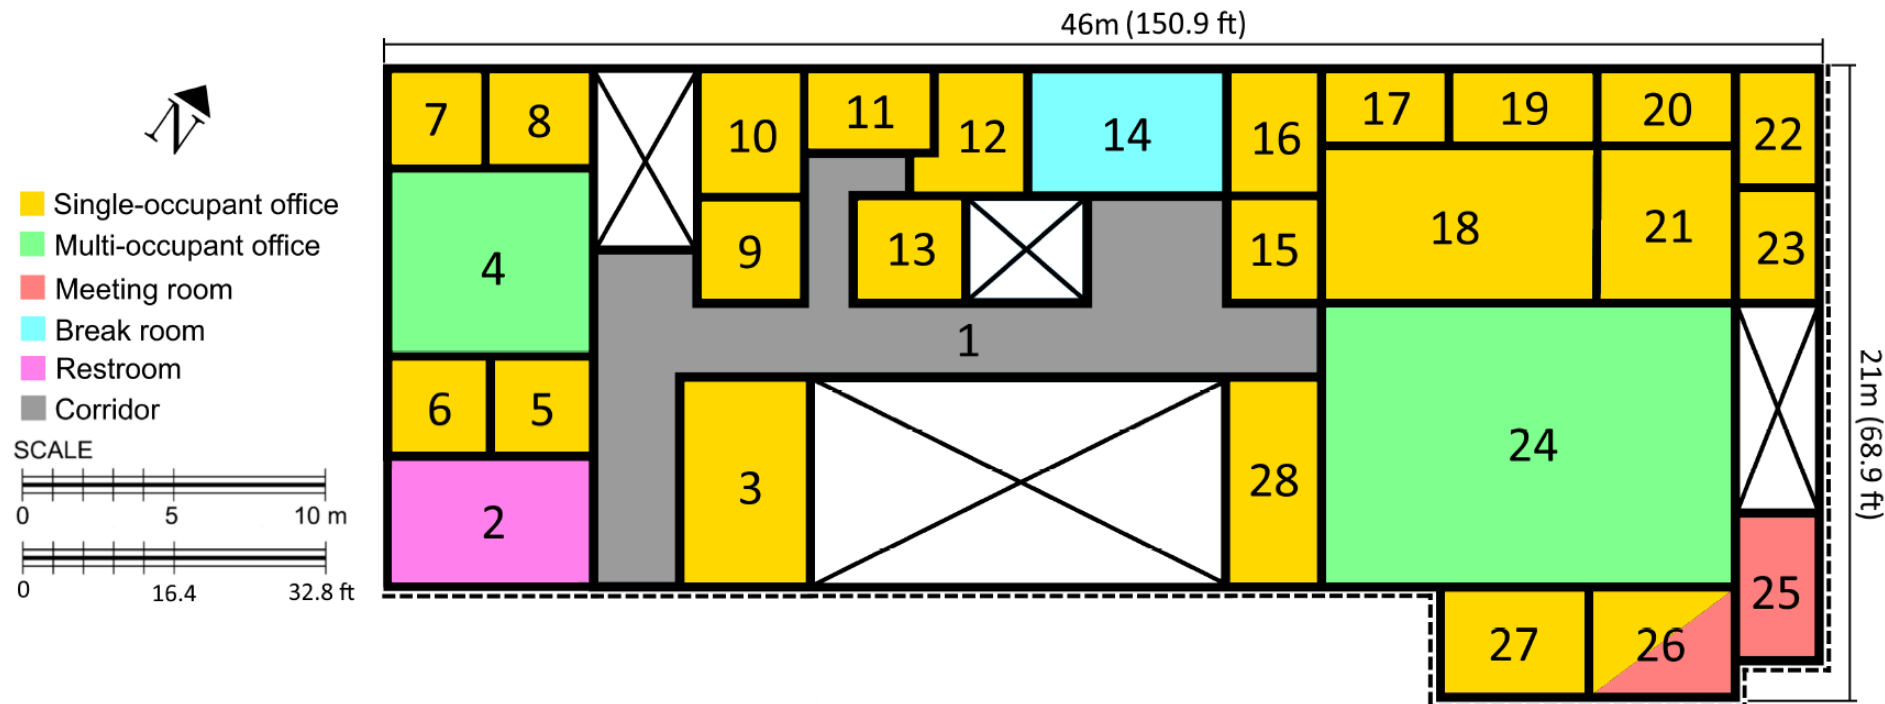 46m (150.9 ft)
N
7
8
10
11
12
14
16
17
19
20
22
Single-occupant office
Multi-occupant office
Meeting room
Break room
Restroom
Corridor
4
9
13
15
18
21
23
1
6
5
3
28
24
2
25
27
26
21m (68.9 ft)
SCALE
0 5 10 m
0 16.4 32.8 ft